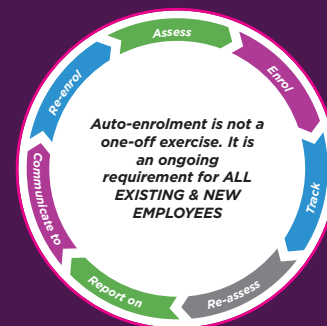 Assess
Enrol
Track
Re-assess
Report on
Communicate to
Re-enrol
Auto-enrolment is not a
one-off exercise. It is
an ongoing
requirement for ALL
EXISTING & NEW
EMPLOYEES